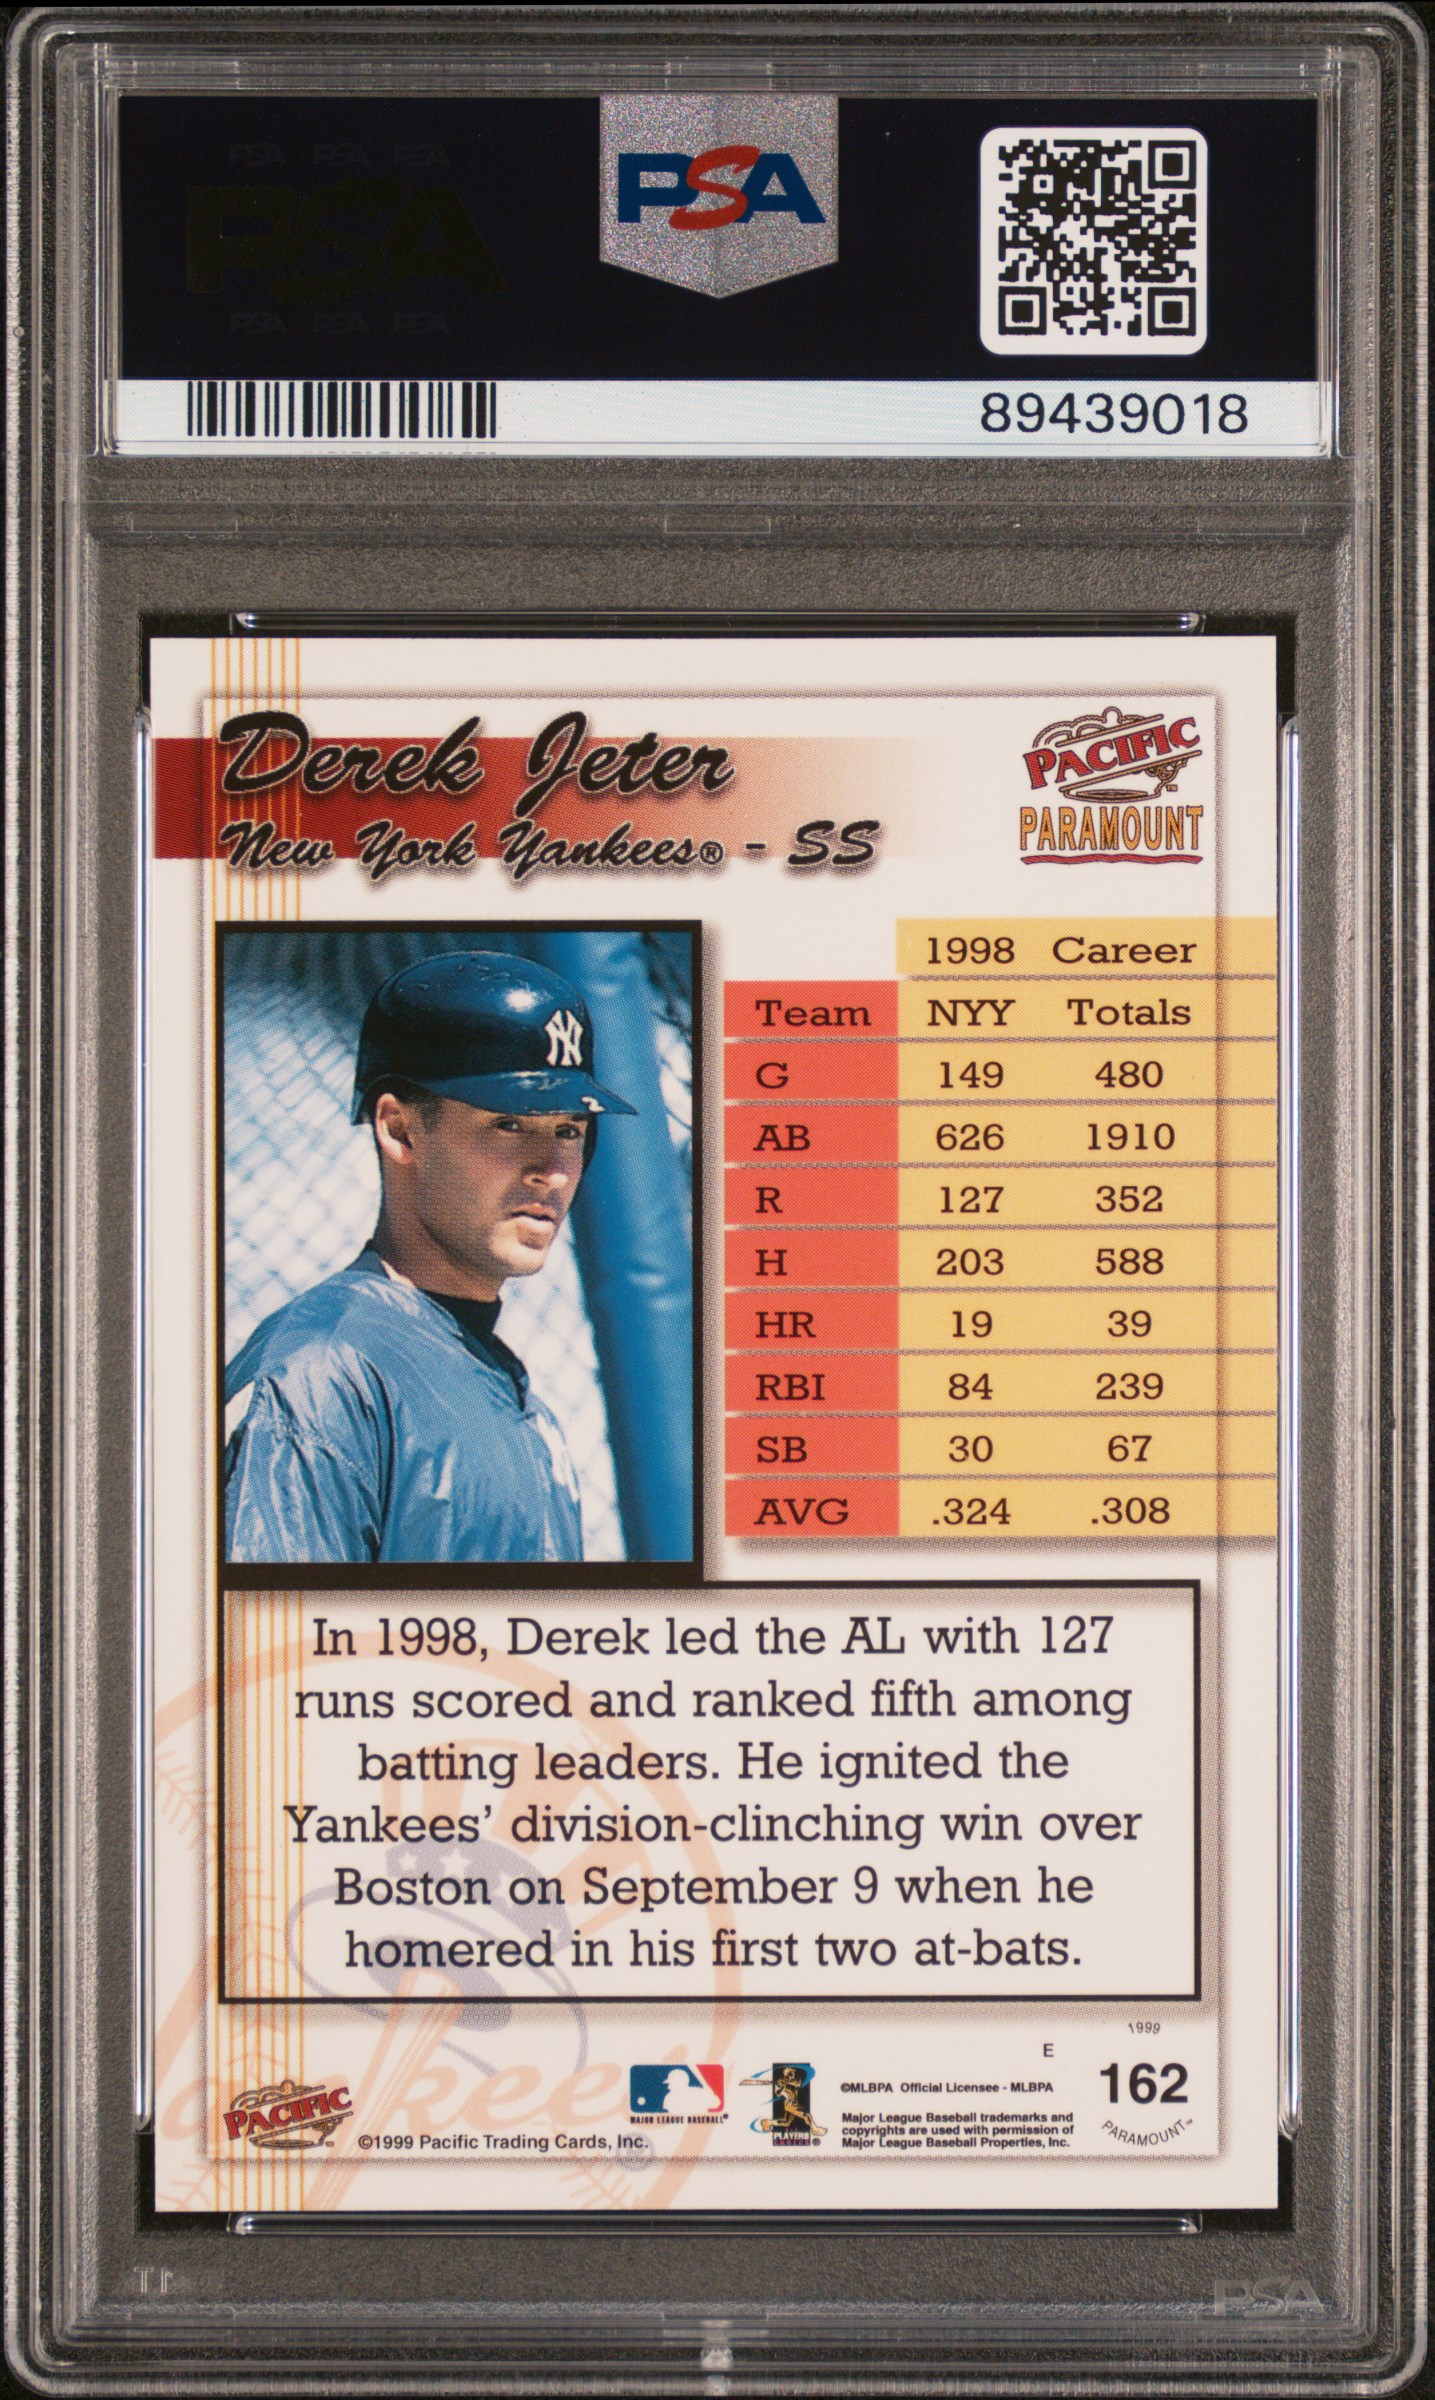 PSA
89439018
Derek Jeter
New York Yankees® - SS
PACIFIC
PARAMOUNT
1998 Career
Team NYY Totals
G 149 480
AB 626 1910
R 127 352
H 203 588
HR 19 39
RBI 84 239
SB 30 67
AVG .324 .308
In 1998, Derek led the AL with 127
runs scored and ranked fifth among
batting leaders. He ignited the
Yankees' division-clinching win over
Boston on September 9 when he
homered in his first two at-bats.
1999
E
162
PARAMOUNT™
PACIFIC
©1999 Pacific Trading Cards, Inc.
MAJOR LEAGUE BASEBALL®
PLAYERS
CHOICE®
©MLBPA Official Licensee - MLBPA
Major League Baseball trademarks and
copyrights are used with permission of
Major League Baseball Properties, Inc.
PSA